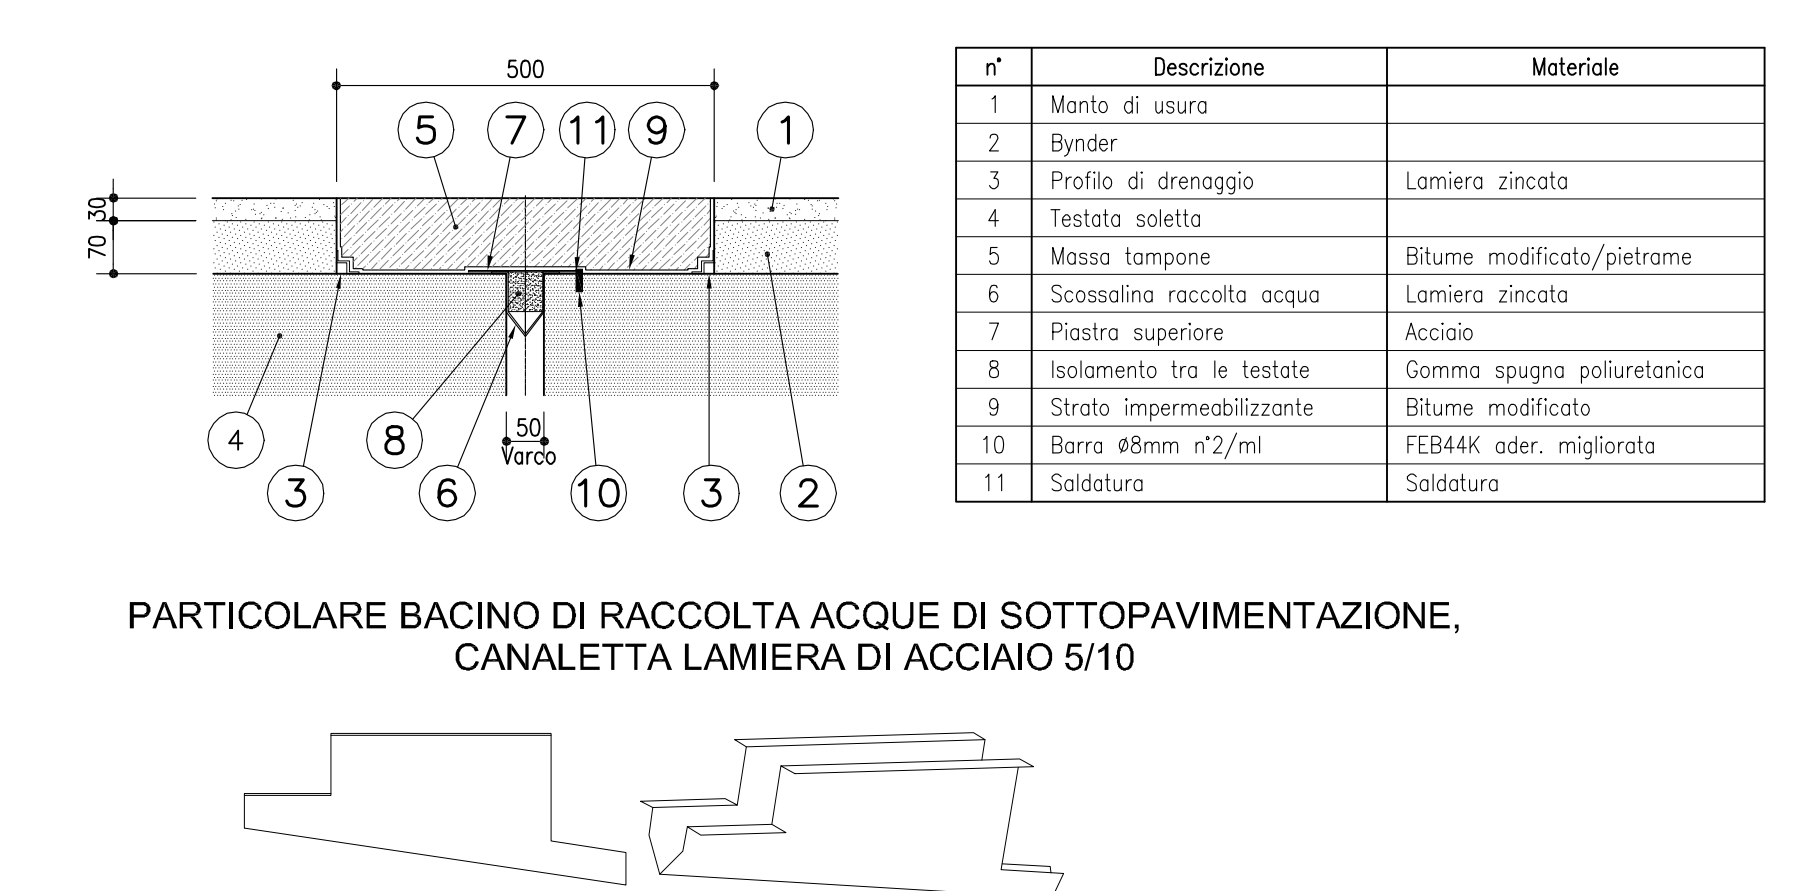 500
5 7 11 9 1
30
70
4 8 50
Varco
3 6 10 3 2
n° Descrizione Materiale
1 Manto di usura
2 Bynder
3 Profilo di drenaggio Lamiera zincata
4 Testata soletta
5 Massa tampone Bitume modificato/pietrame
6 Scossalina raccolta acqua Lamiera zincata
7 Piastra superiore Acciaio
8 Isolamento tra le testate Gomma spugna poliuretanica
9 Strato impermeabilizzante Bitume modificato
10 Barra ø8mm n°2/ml FEB44K ader. migliorata
11 Saldatura Saldatura
PARTICOLARE BACINO DI RACCOLTA ACQUE DI SOTTOPAVIMENTAZIONE,
CANALETTA LAMIERA DI ACCIAIO 5/10